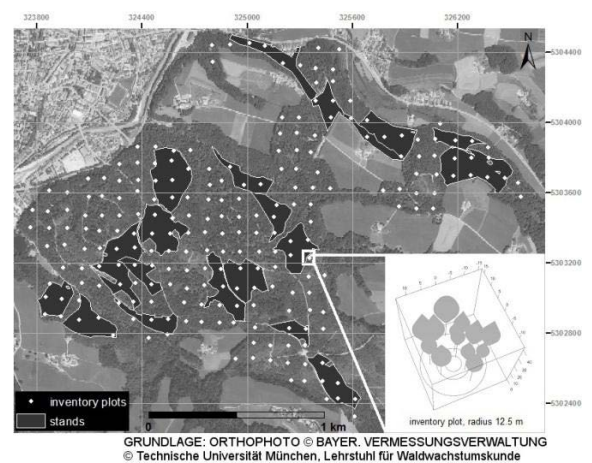 323800 324400 325000 325600 326200
N
5304400
5304000
5303600
5303200
5302800
5302400
inventory plots
stands
0 1 km
inventory plot, radius 12.5 m
GRUNDLAGE: ORTHOPHOTO © BAYER. VERMESSUNGSVERWALTUNG
© Technische Universität München, Lehrstuhl für Waldwachstumskunde